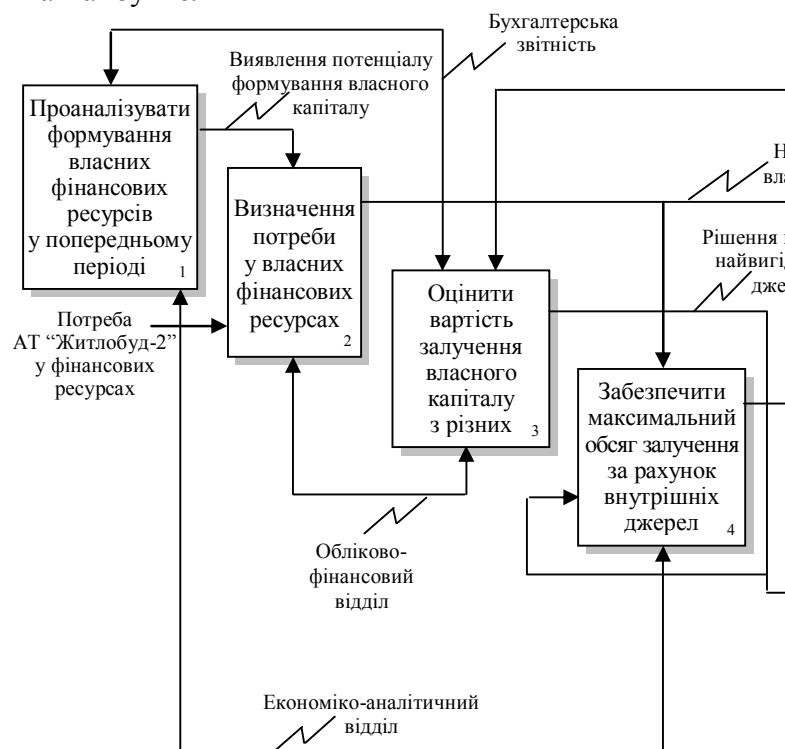 Бухгалтерська
звітність
Виявлення потенціалу
формування власного
капіталу
Проаналізувати
формування
власних
фінансових
ресурсів
у попередньому
періоді 1
Визначення
потреби
у власних
фінансових
ресурсах 2
Потреба
АТ “Житлобуд-2”
у фінансових
ресурсах
Рішення
Оцінити
вартість
залучення
власного
капіталу
з різних 3
Забезпечити
максимальний
обсяг залучення
за рахунок
внутрішніх
джерел 4
Обліково-
фінансовий
відділ
Економіко-аналітичний
відділ